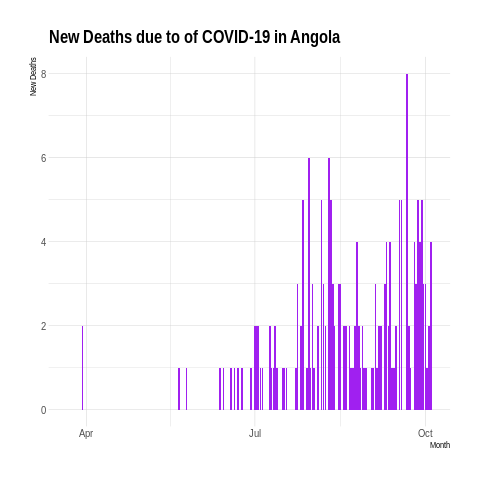 New Deaths due to of COVID-19 in Angola
New Deaths
8
6
4
2
0
Apr
Jul
Oct
Month